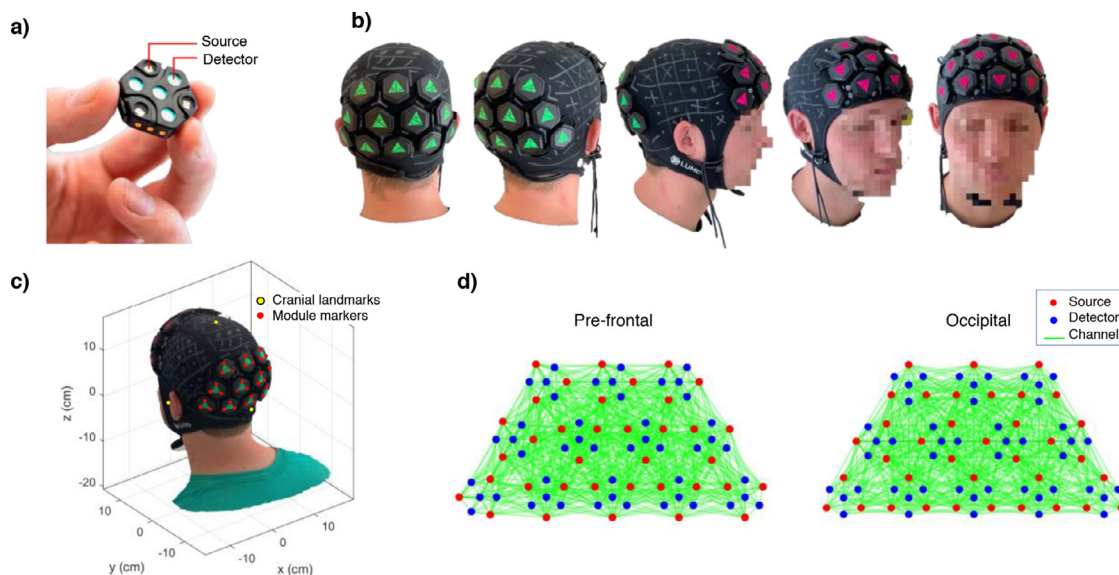 a)
Source
Detector
b)
LUMO
c)
Cranial landmarks
Module markers
10
0
-10
-20
z (cm)
10
0
-10
y (cm)
-10
0
10
x (cm)
d)
Pre-frontal
Occipital
Source
Detector
Channel